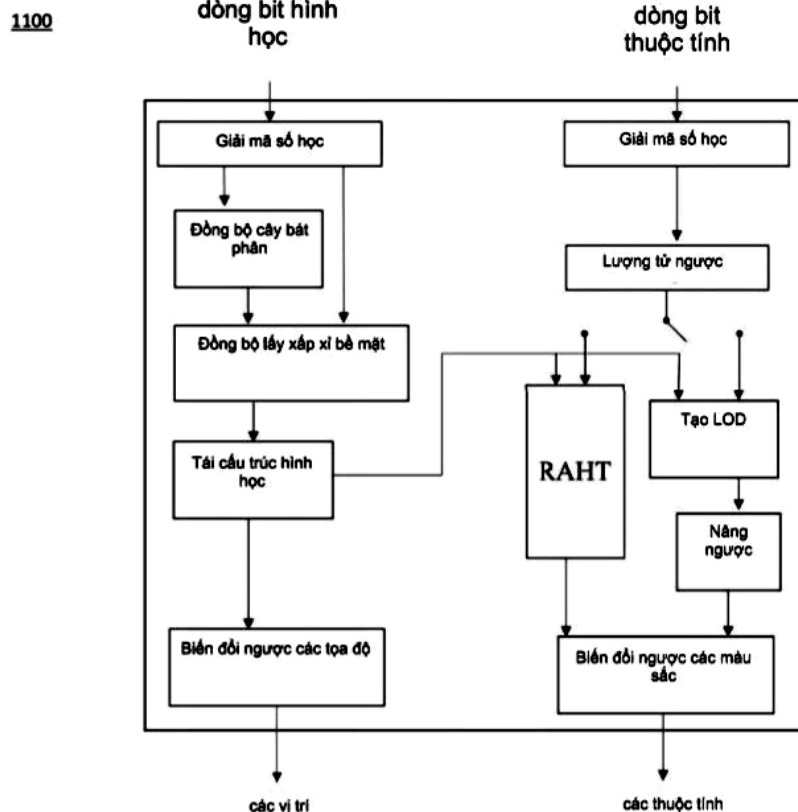 1100
dòng bit hình
học
dòng bit
thuộc tính
Giải mã số học
Giải mã số học
Đồng bộ cây bát
phân
Lượng tử ngược
Đồng bộ lấy xấp xỉ bề mặt
Tạo LOD
Tái cấu trúc hình
học
RAHT
Nâng
ngược
Biến đổi ngược các tọa độ
Biến đổi ngược các màu
sắc
các vị trí
các thuộc tính